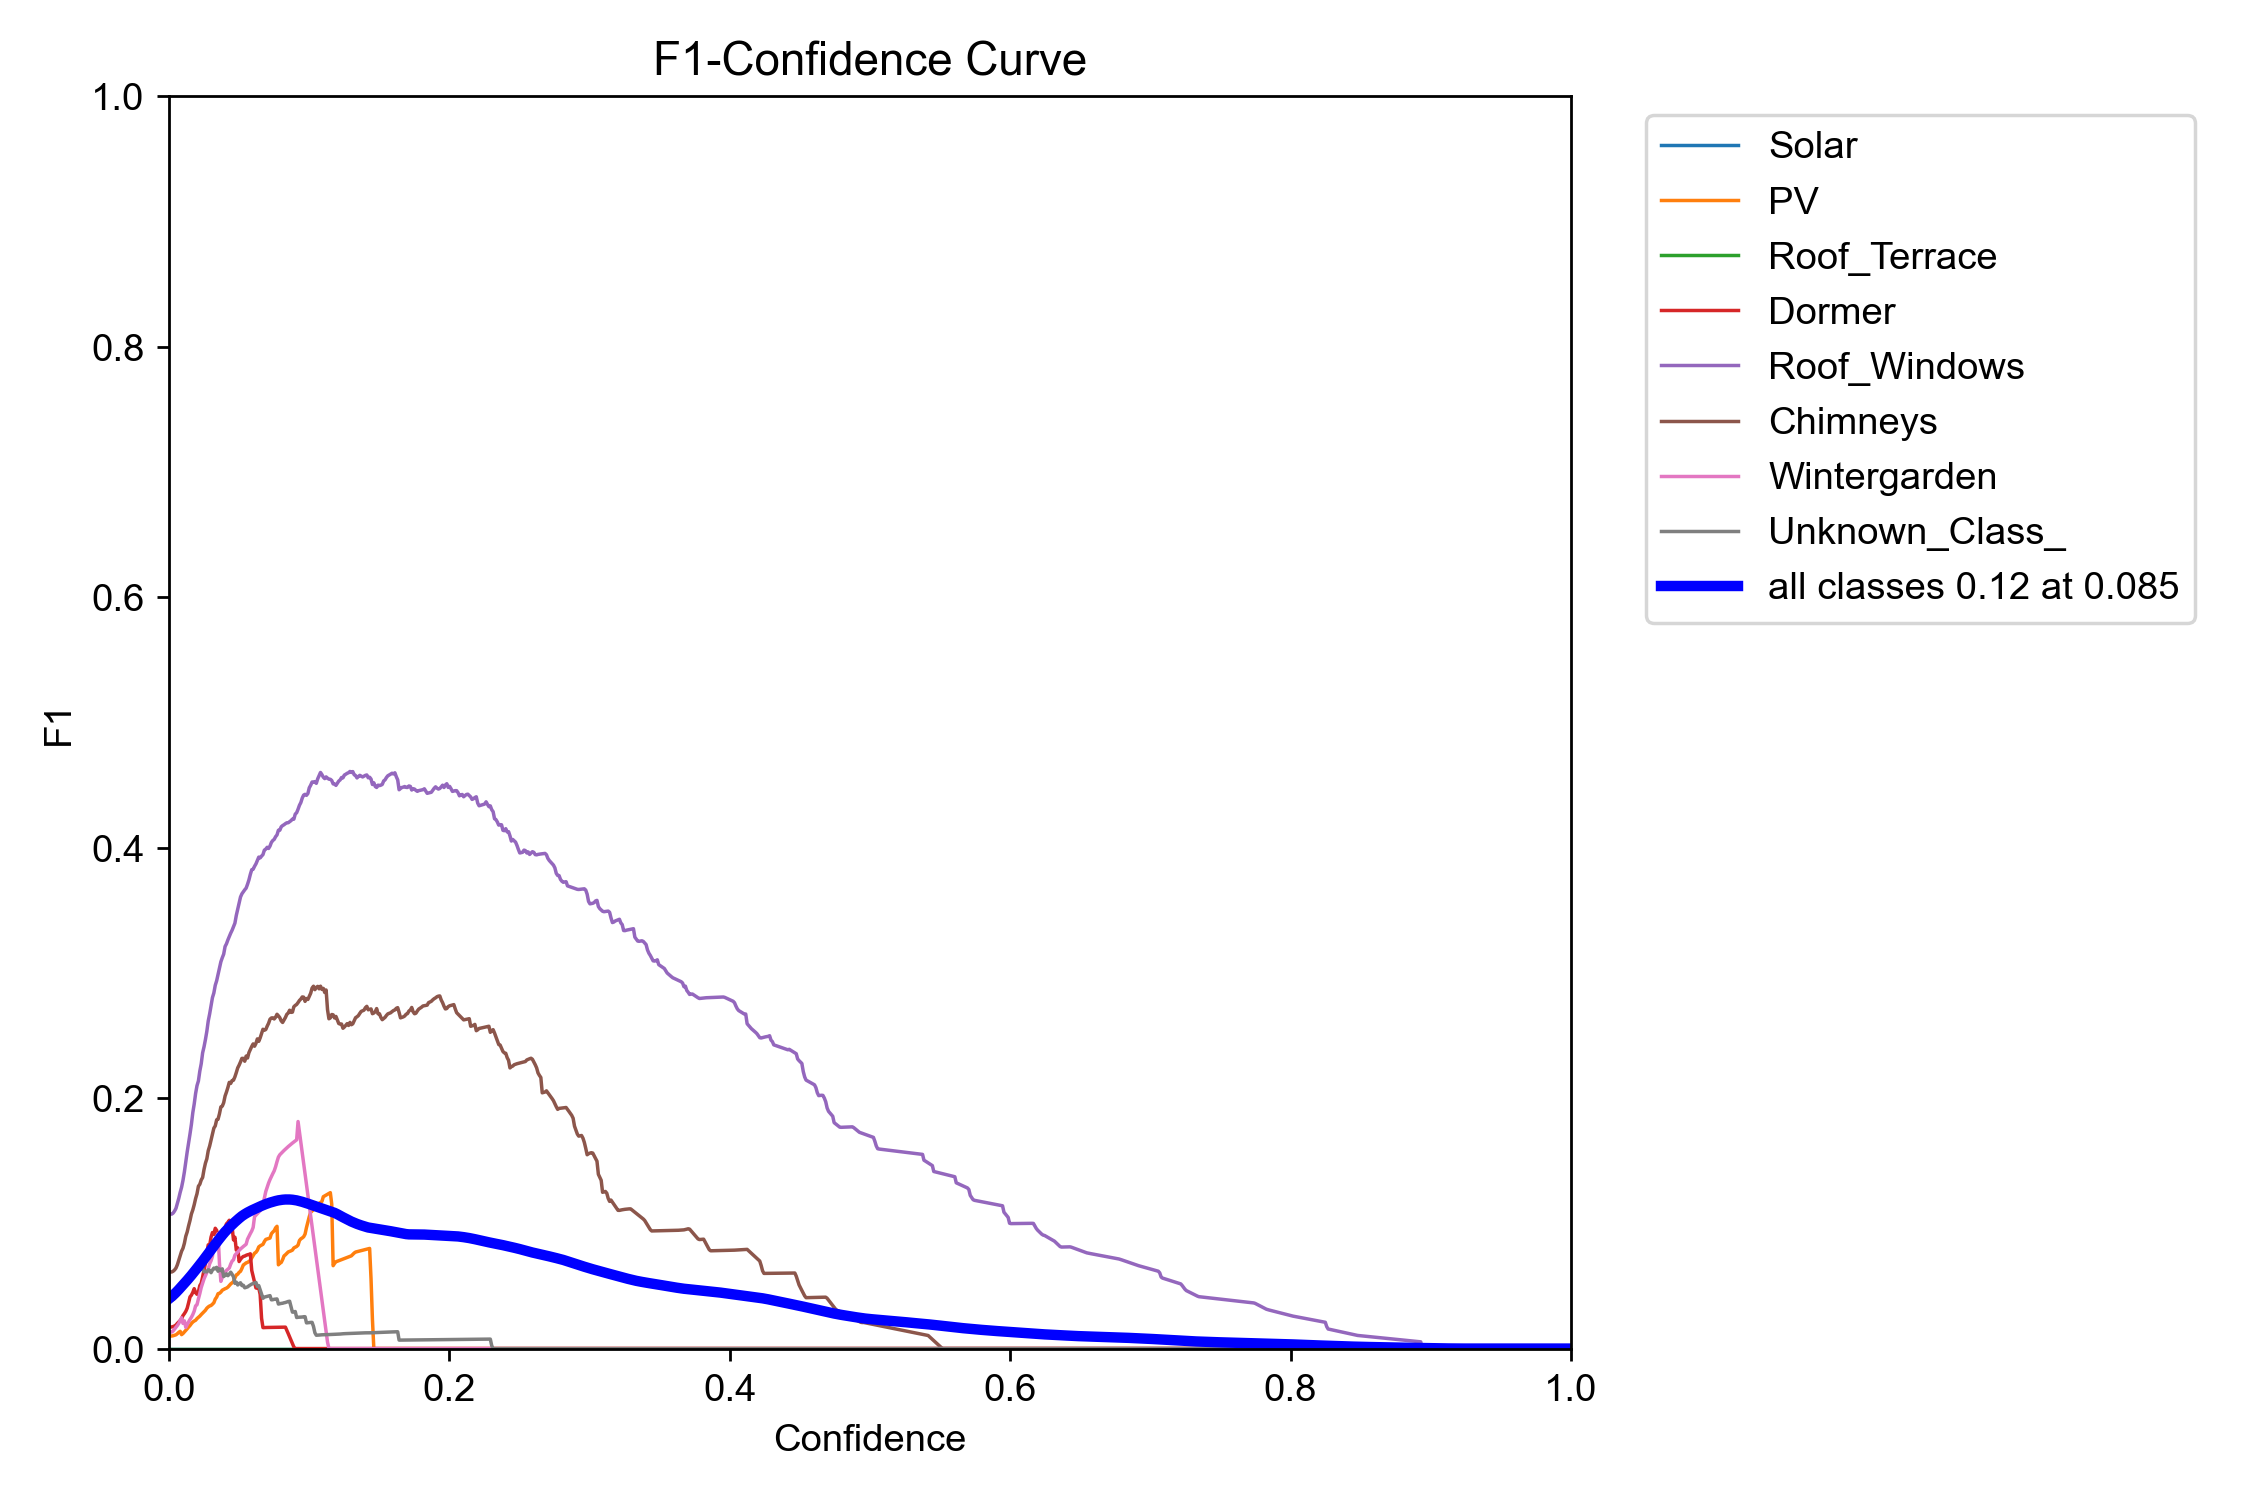 F1-Confidence Curve
1.0
0.8
0.6
0.4
0.2
0.0
F1
0.0 0.2 0.4 0.6 0.8 1.0
Confidence
Solar
PV
Roof_Terrace
Dormer
Roof_Windows
Chimneys
Wintergarden
Unknown_Class_
all classes 0.12 at 0.085